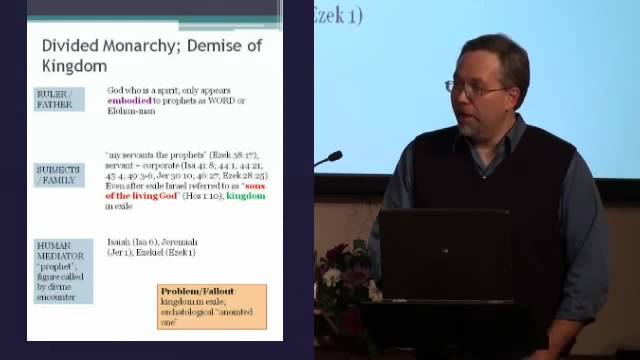 Divided Monarchy; Demise of
Kingdom
RULER /
FATHER
God who is a spirit; only appears
embodied to prophets as WORD or
Elohim-man
SUBJECTS
/ FAMILY
"my servants the prophets" (Ezek 38:17);
servant = corporate (Isa 41:8; 44:1; 44:21;
45:4; 49:3-6; Jer 30:10; 46:27; Ezek 28:25).
Even after exile Israel referred to as "sons
of the living God" (Hos 1:10); kingdom
in exile
HUMAN
MEDIATOR
"prophet";
figure called
by divine
encounter
Isaiah (Isa 6); Jeremiah
(Jer 1); Ezekiel (Ezek 1)
Problem/Fallout:
kingdom in exile;
eschatological "anointed
one"
Ezek 1)